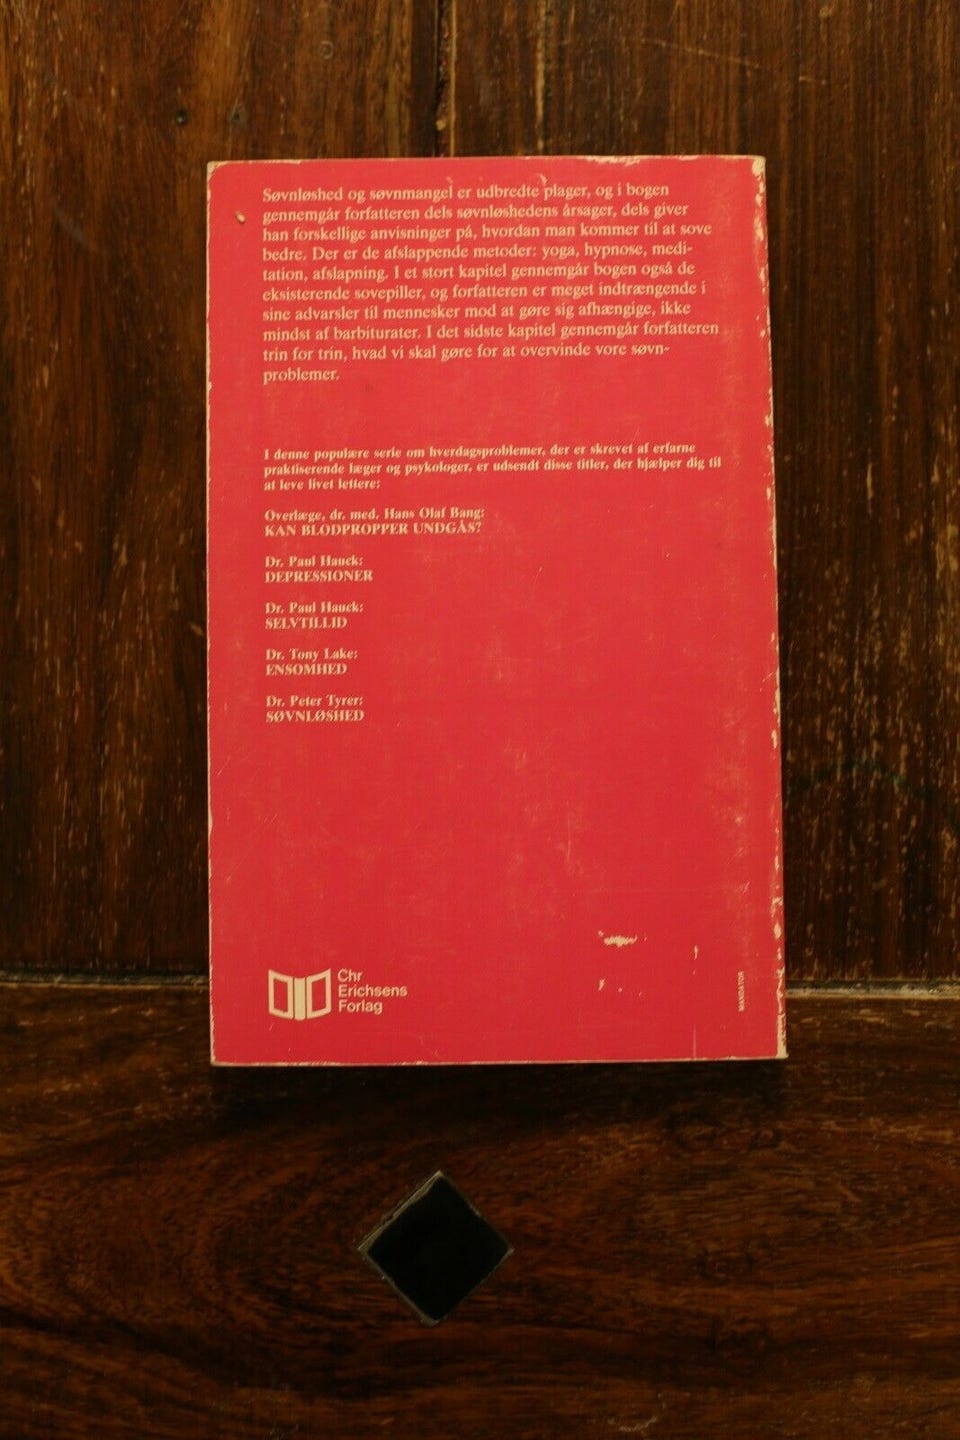 Søvnløshed og søvnmangel er udbredte plager, og i bogen
gennemgår forfatteren dels søvnløshedens årsager, dels giver
han forskellige anvisninger på, hvordan man kommer til at sove
bedre. Der er de afslappende metoder: yoga, hypnose, medi-
tation, afslapning. I et stort kapitel gennemgår bogen også de
eksisterende sovepiller, og forfatteren er meget indtrængende i
sine advarsler til mennesker mod at gøre sig afhængige, ikke
mindst af barbiturater. I det sidste kapitel gennemgår forfatteren
trin for trin, hvad vi skal gøre for at overvinde vore søvn-
problemer.
I denne populære serie om hverdagsproblemer, der er skrevet af erfarne
praktiserende læger og psykologer, er udsendt disse titler, der hjælper dig til
at leve livet lettere:
Overlæge, dr. med. Hans Olaf Bang:
KAN BLODPROPPER UNDGÅS?
Dr. Paul Hauck:
DEPRESSIONER
Dr. Paul Hauck:
SELVTILLID
Dr. Tony Lake:
ENSOMHED
Dr. Peter Tyrer:
SØVNLØSHED
Chr
Erichsens
Forlag
MANDATOR